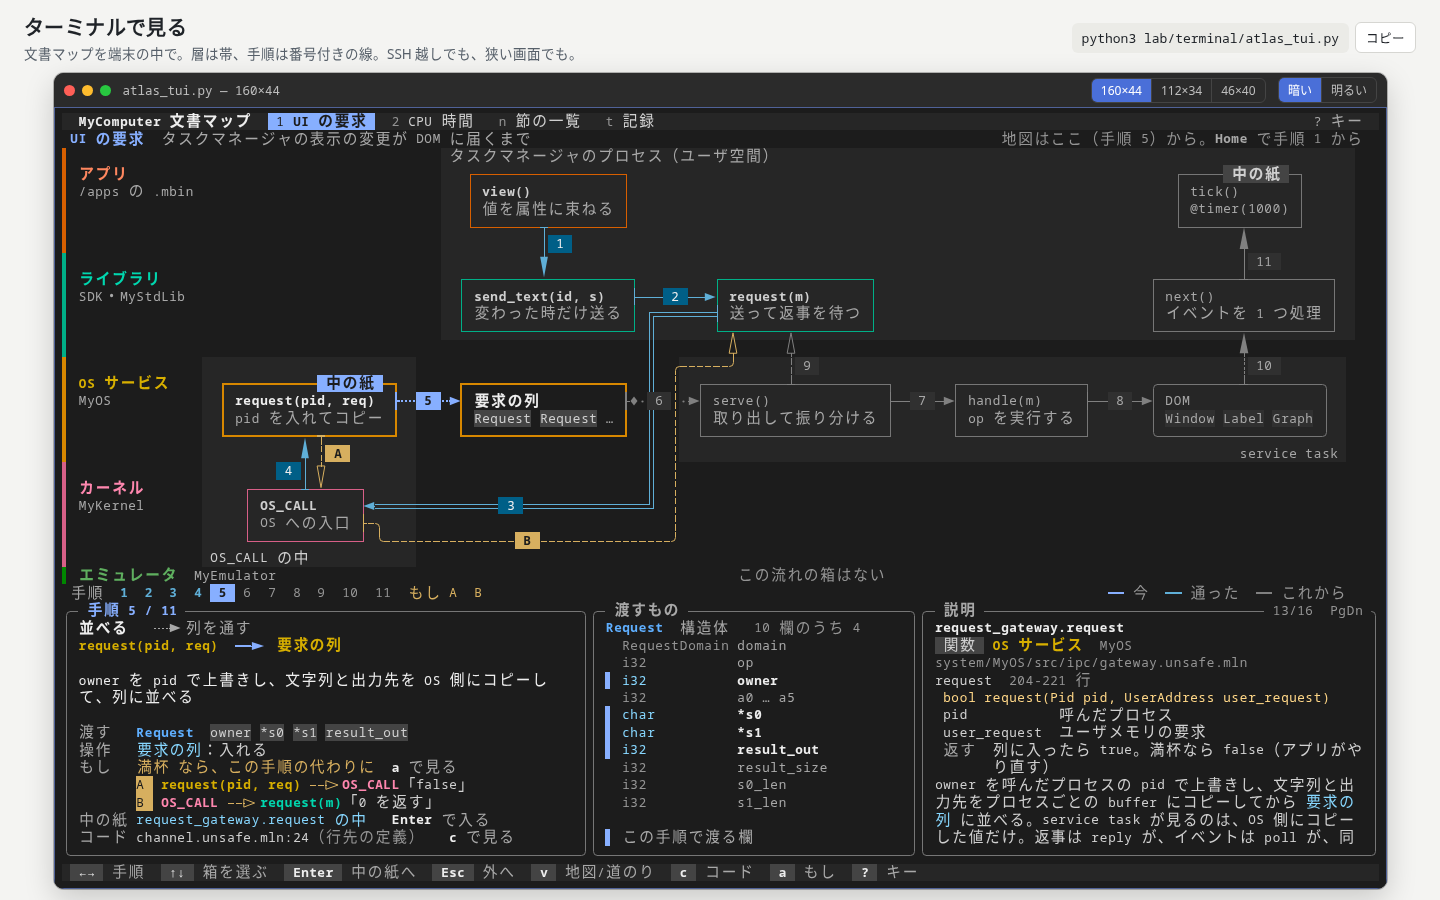 ターミナルで見る
文書マップを端末の中で。層は帯、手順は番号付きの線。SSH 越しでも、狭い画面でも。
python3 lab/terminal/atlas_tui.py コピー
atlas_tui.py — 160×44 160×44 112×34 46×40 暗い 明るい
MyComputer 文書マップ 1 UI の要求 2 CPU 時間 n 節の一覧 t 記録 ? キー
UI の要求 タスクマネージャの表示の変更が DOM に届くまで 地図はここ（手順 5）から。Home で手順 1 から
タスクマネージャのプロセス（ユーザ空間）
アプリ
/apps の .mbin
view()
値を属性に束ねる
中の紙
tick()
@timer(1000)
1
11
ライブラリ
SDK・MyStdLib
send_text(id, s)
変わった時だけ送る
2
request(m)
送って返事を待つ
next()
イベントを 1 つ処理
9
10
OS サービス
MyOS
中の紙
request(pid, req)
pid を入れてコピー
5
要求の列
Request Request …
6
serve()
取り出して振り分ける
7
handle(m)
op を実行する
8
DOM
Window Label Graph
service task
A
4
カーネル
MyKernel
OS_CALL
OS への入口
3
B
OS_CALL の中
エミュレータ MyEmulator この流れの箱はない
手順 1 2 3 4 5 6 7 8 9 10 11 もし A B 今 通った これから
手順 5 / 11
並べる 列を通す
request(pid, req) 要求の列
owner を pid で上書きし、文字列と出力先を OS 側にコピーし
て、列に並べる
渡す Request owner *s0 *s1 result_out
操作 要求の列：入れる
もし 満杯 なら、この手順の代わりに a で見る
A request(pid, req) ––▷ OS_CALL「false」
B OS_CALL ––▷ request(m)「0 を返す」
中の紙 request_gateway.request の中 Enter で入る
コード channel.unsafe.mln:24（行先の定義） c で見る
渡すもの
Request 構造体 10 欄のうち 4
RequestDomain domain
i32 op
i32 owner
i32 a0 … a5
char *s0
char *s1
i32 result_out
i32 result_size
i32 s0_len
i32 s1_len
この手順で渡る欄
説明 13/16 PgDn
request_gateway.request
関数 OS サービス MyOS
system/MyOS/src/ipc/gateway.unsafe.mln
request 204-221 行
bool request(Pid pid, UserAddress user_request)
pid 呼んだプロセス
user_request ユーザメモリの要求
返す 列に入ったら true。満杯なら false（アプリがや
り直す）
owner を呼んだプロセスの pid で上書きし、文字列と出
力先をプロセスごとの buffer にコピーしてから 要求の
列 に並べる。service task が見るのは、OS 側にコピー
した値だけ。返事は reply が、イベントは poll が、同
←→ 手順 ↑↓ 箱を選ぶ Enter 中の紙へ Esc 外へ v 地図/道のり c コード a もし ? キー